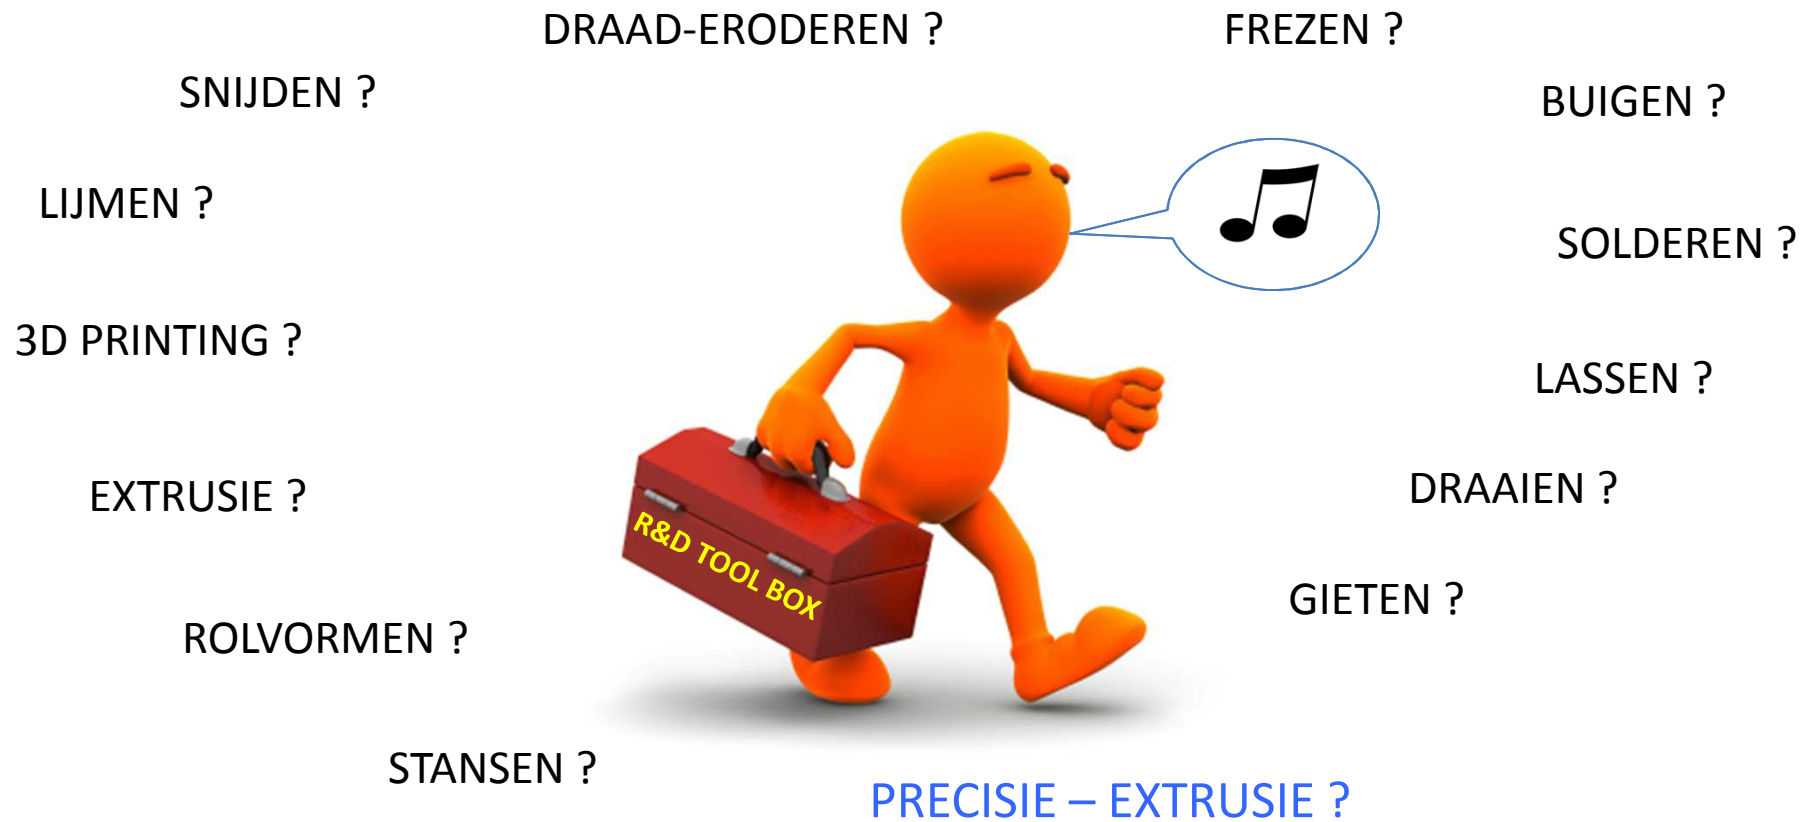 DRAAD-ERODEREN ?
FREZEN ?
SNIJDEN ?
BUIGEN ?
LIJMEN ?
SOLDEREN ?
3D PRINTING ?
LASSEN ?
EXTRUSIE ?
DRAAIEN ?
R&D TOOL BOX
GIETEN ?
ROLVORMEN ?
STANSEN ?
PRECISIE – EXTRUSIE ?